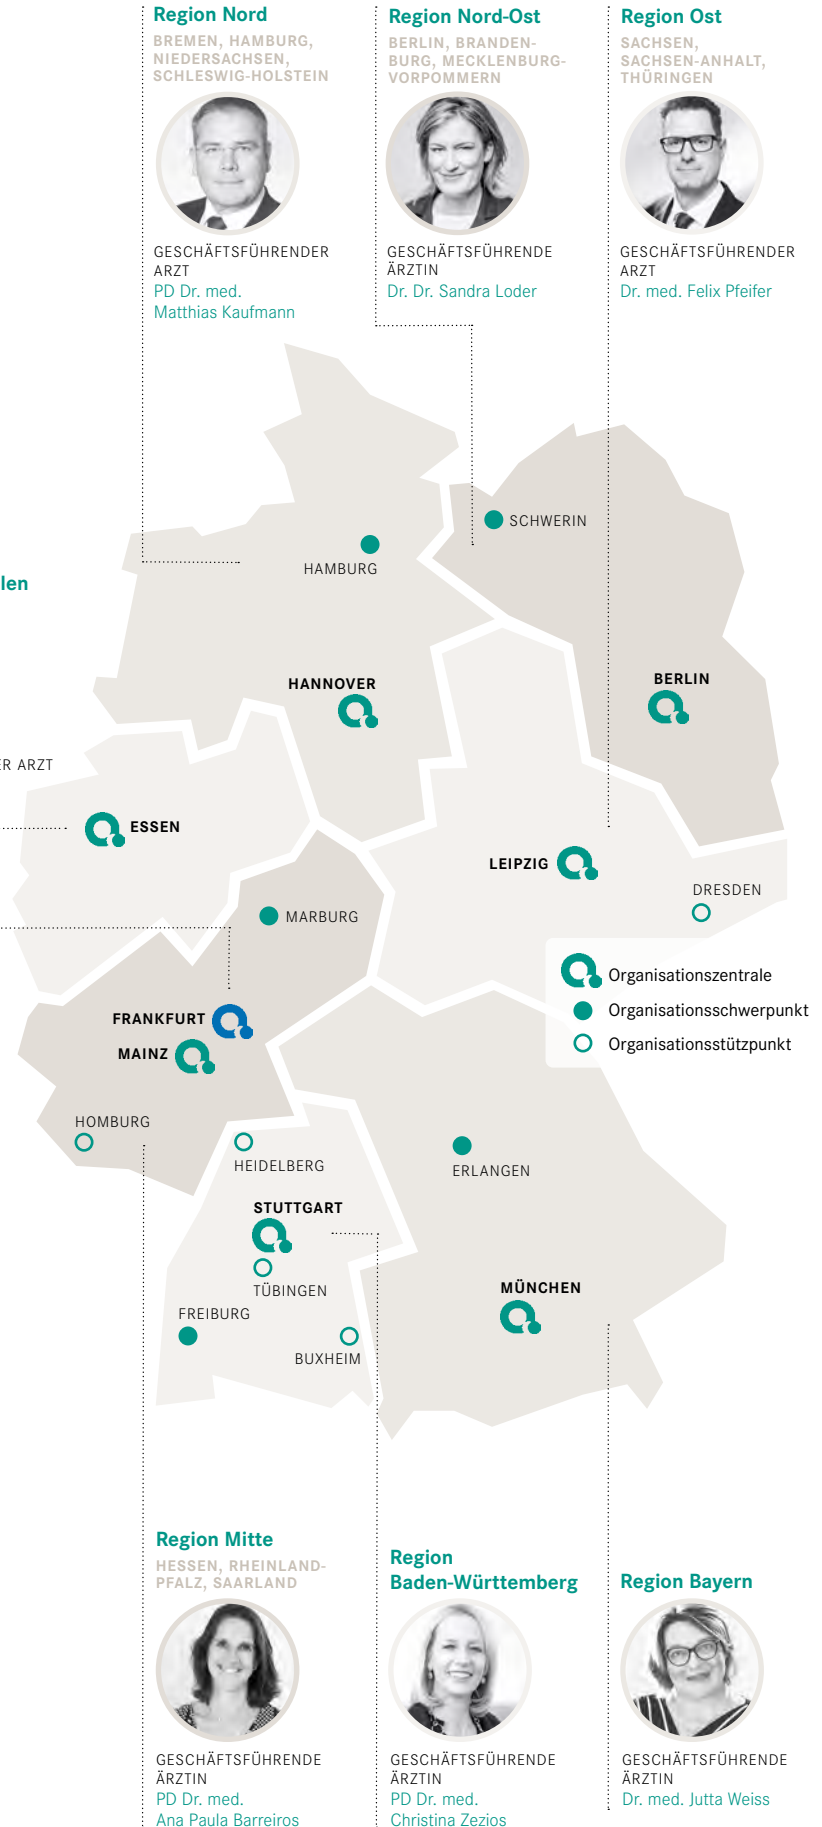 Region Nord
BREMEN, HAMBURG,
NIEDERSACHSEN,
SCHLESWIG-HOLSTEIN
GESCHÄFTSFÜHRENDER
ARZT
PD Dr. med.
Matthias Kaufmann
Region Nord-Ost
BERLIN, BRANDEN-
BURG, MECKLENBURG-
VORPOMMERN
GESCHÄFTSFÜHRENDE
ÄRZTIN
Dr. Dr. Sandra Loder
Region Ost
SACHSEN,
SACHSEN-ANHALT,
THÜRINGEN
GESCHÄFTSFÜHRENDER
ARZT
Dr. med. Felix Pfeifer
SCHWERIN
HAMBURG
len
HANNOVER
BERLIN
ER ARZT
ESSEN
LEIPZIG
DRESDEN
MARBURG
Organisationszentrale
Organisationsschwerpunkt
Organisationsstützpunkt
FRANKFURT
MAINZ
HOMBURG
HEIDELBERG
ERLANGEN
STUTTGART
TÜBINGEN
MÜNCHEN
FREIBURG
BUXHEIM
Region Mitte
HESSEN, RHEINLAND-
PFALZ, SAARLAND
GESCHÄFTSFÜHRENDE
ÄRZTIN
PD Dr. med.
Ana Paula Barreiros
Region
Baden-Württemberg
GESCHÄFTSFÜHRENDE
ÄRZTIN
PD Dr. med.
Christina Zezios
Region Bayern
GESCHÄFTSFÜHRENDE
ÄRZTIN
Dr. med. Jutta Weiss